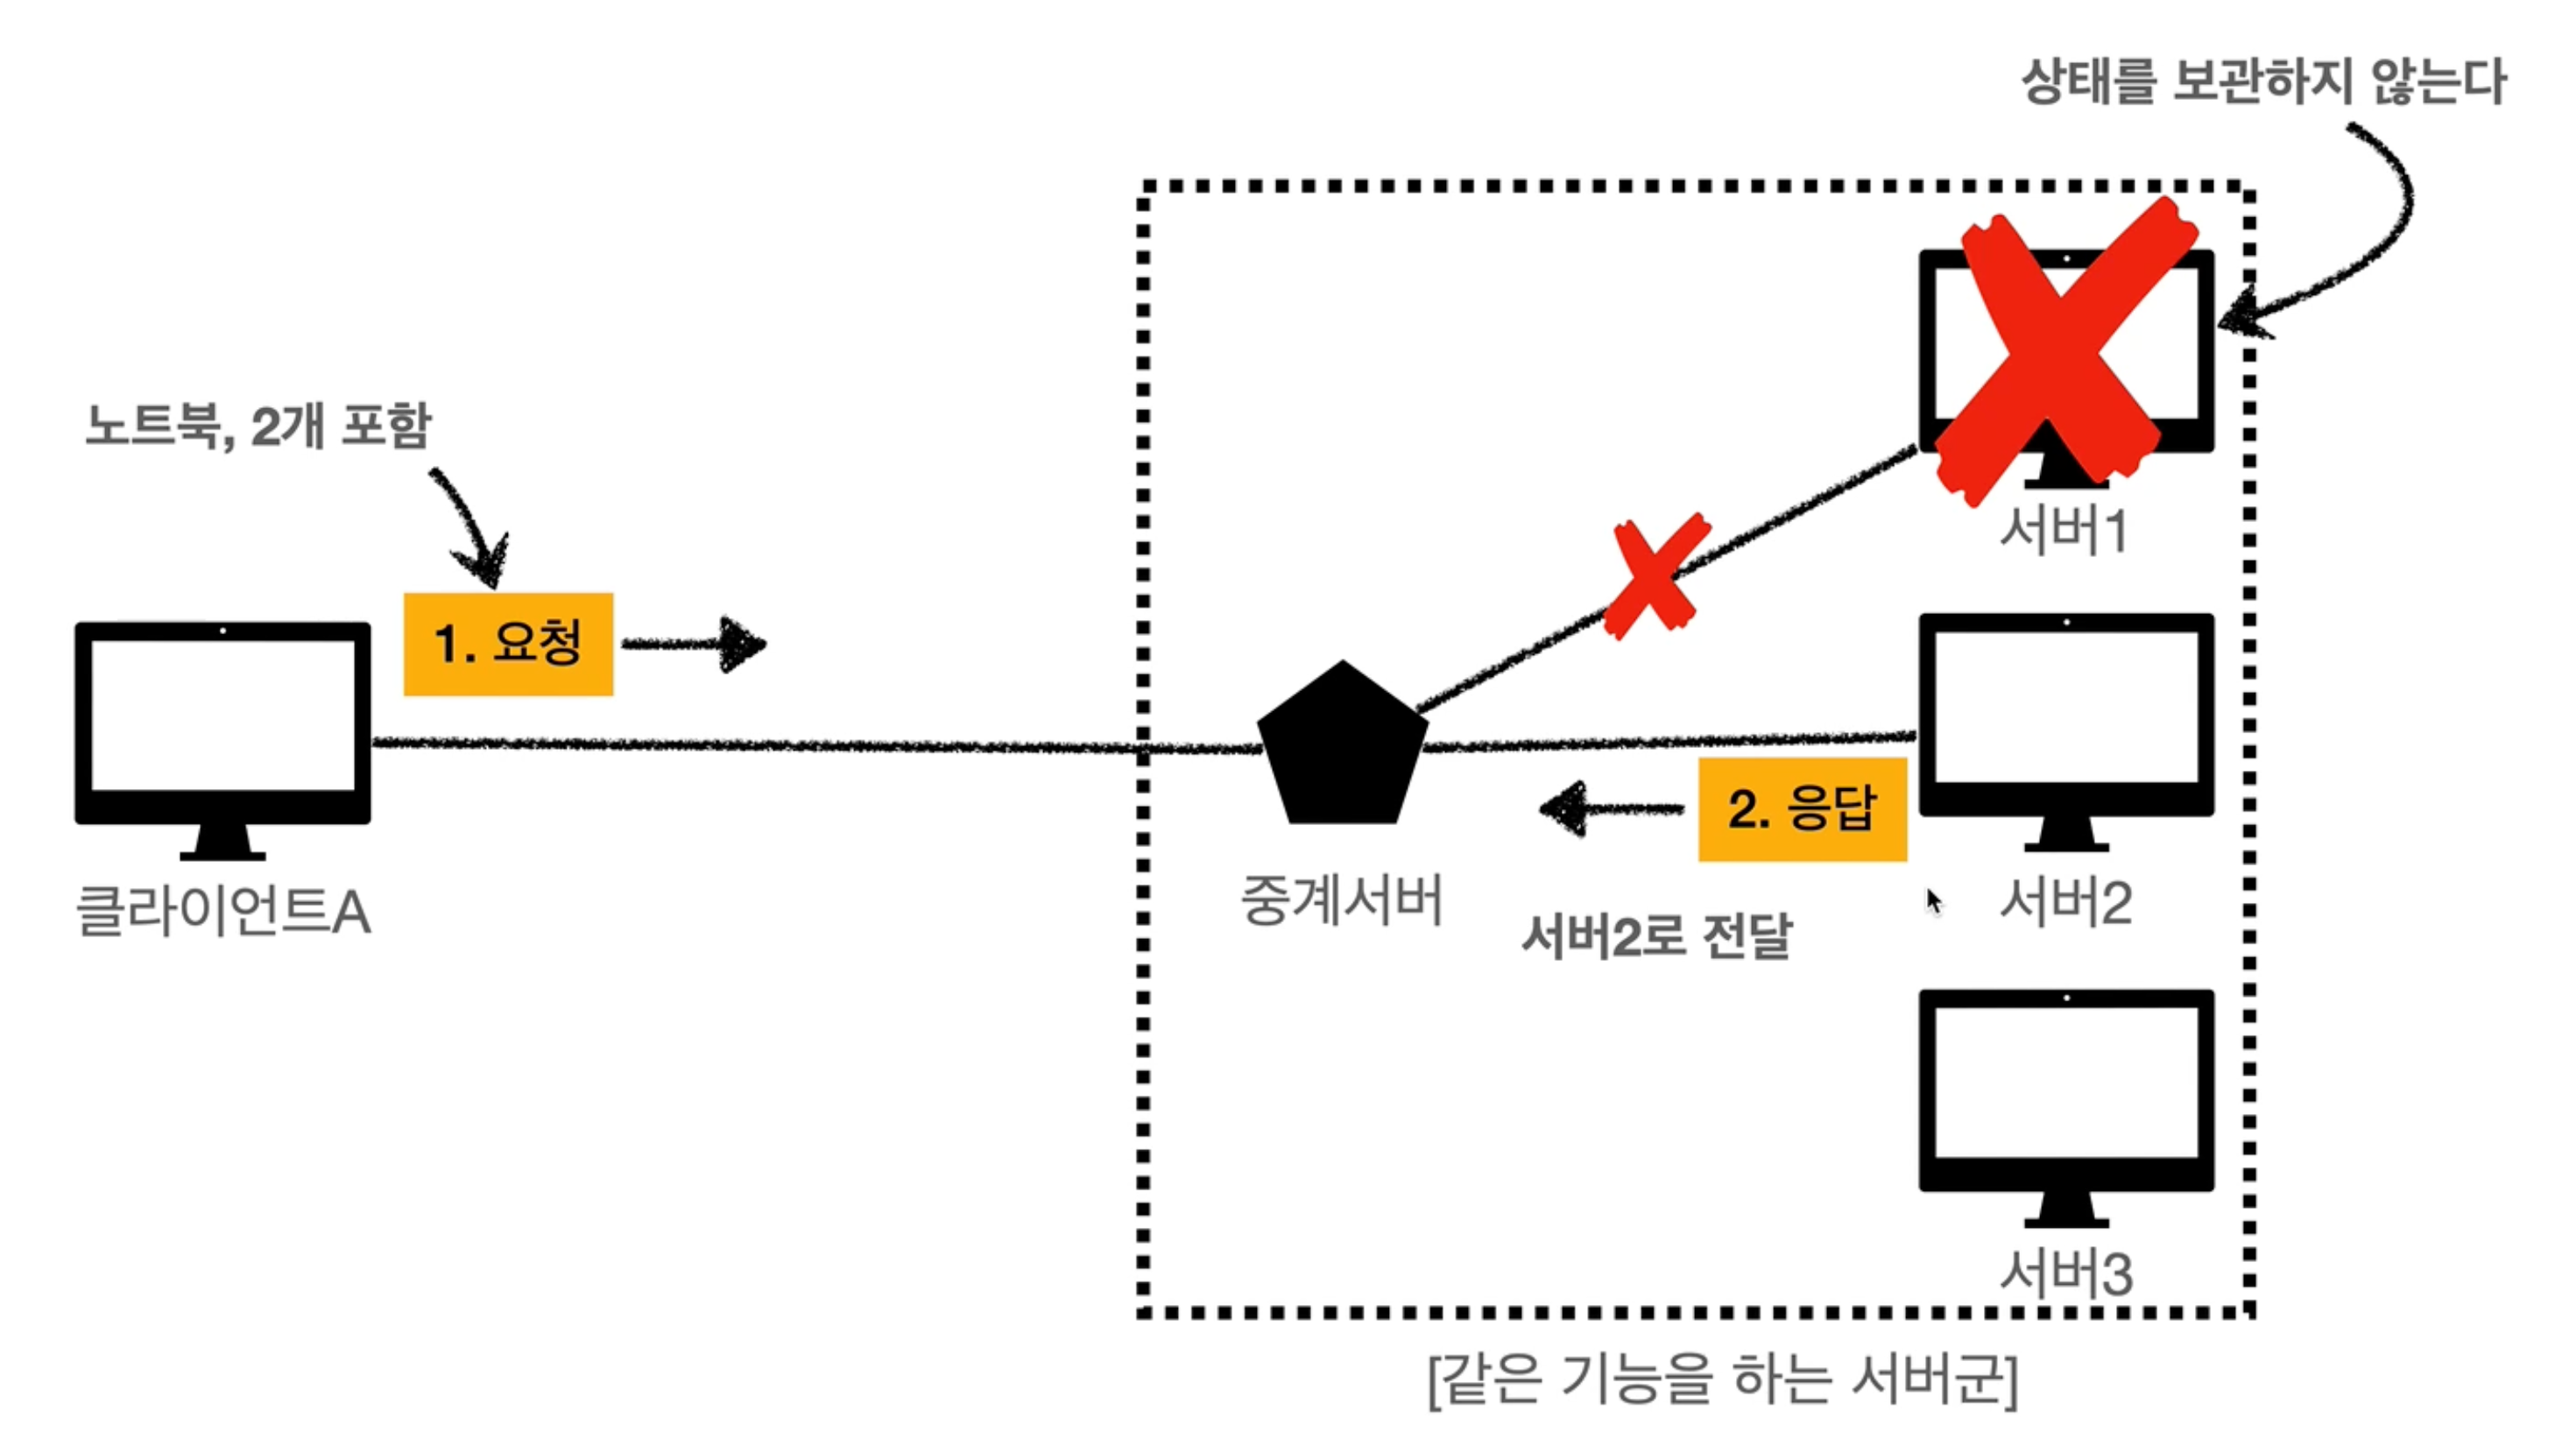 상태를 보관하지 않는다
노트북, 2개 포함
1. 요청
서버1
클라이언트A
중계서버
2. 응답
서버2로 전달
서버2
서버3
[같은 기능을 하는 서버군]